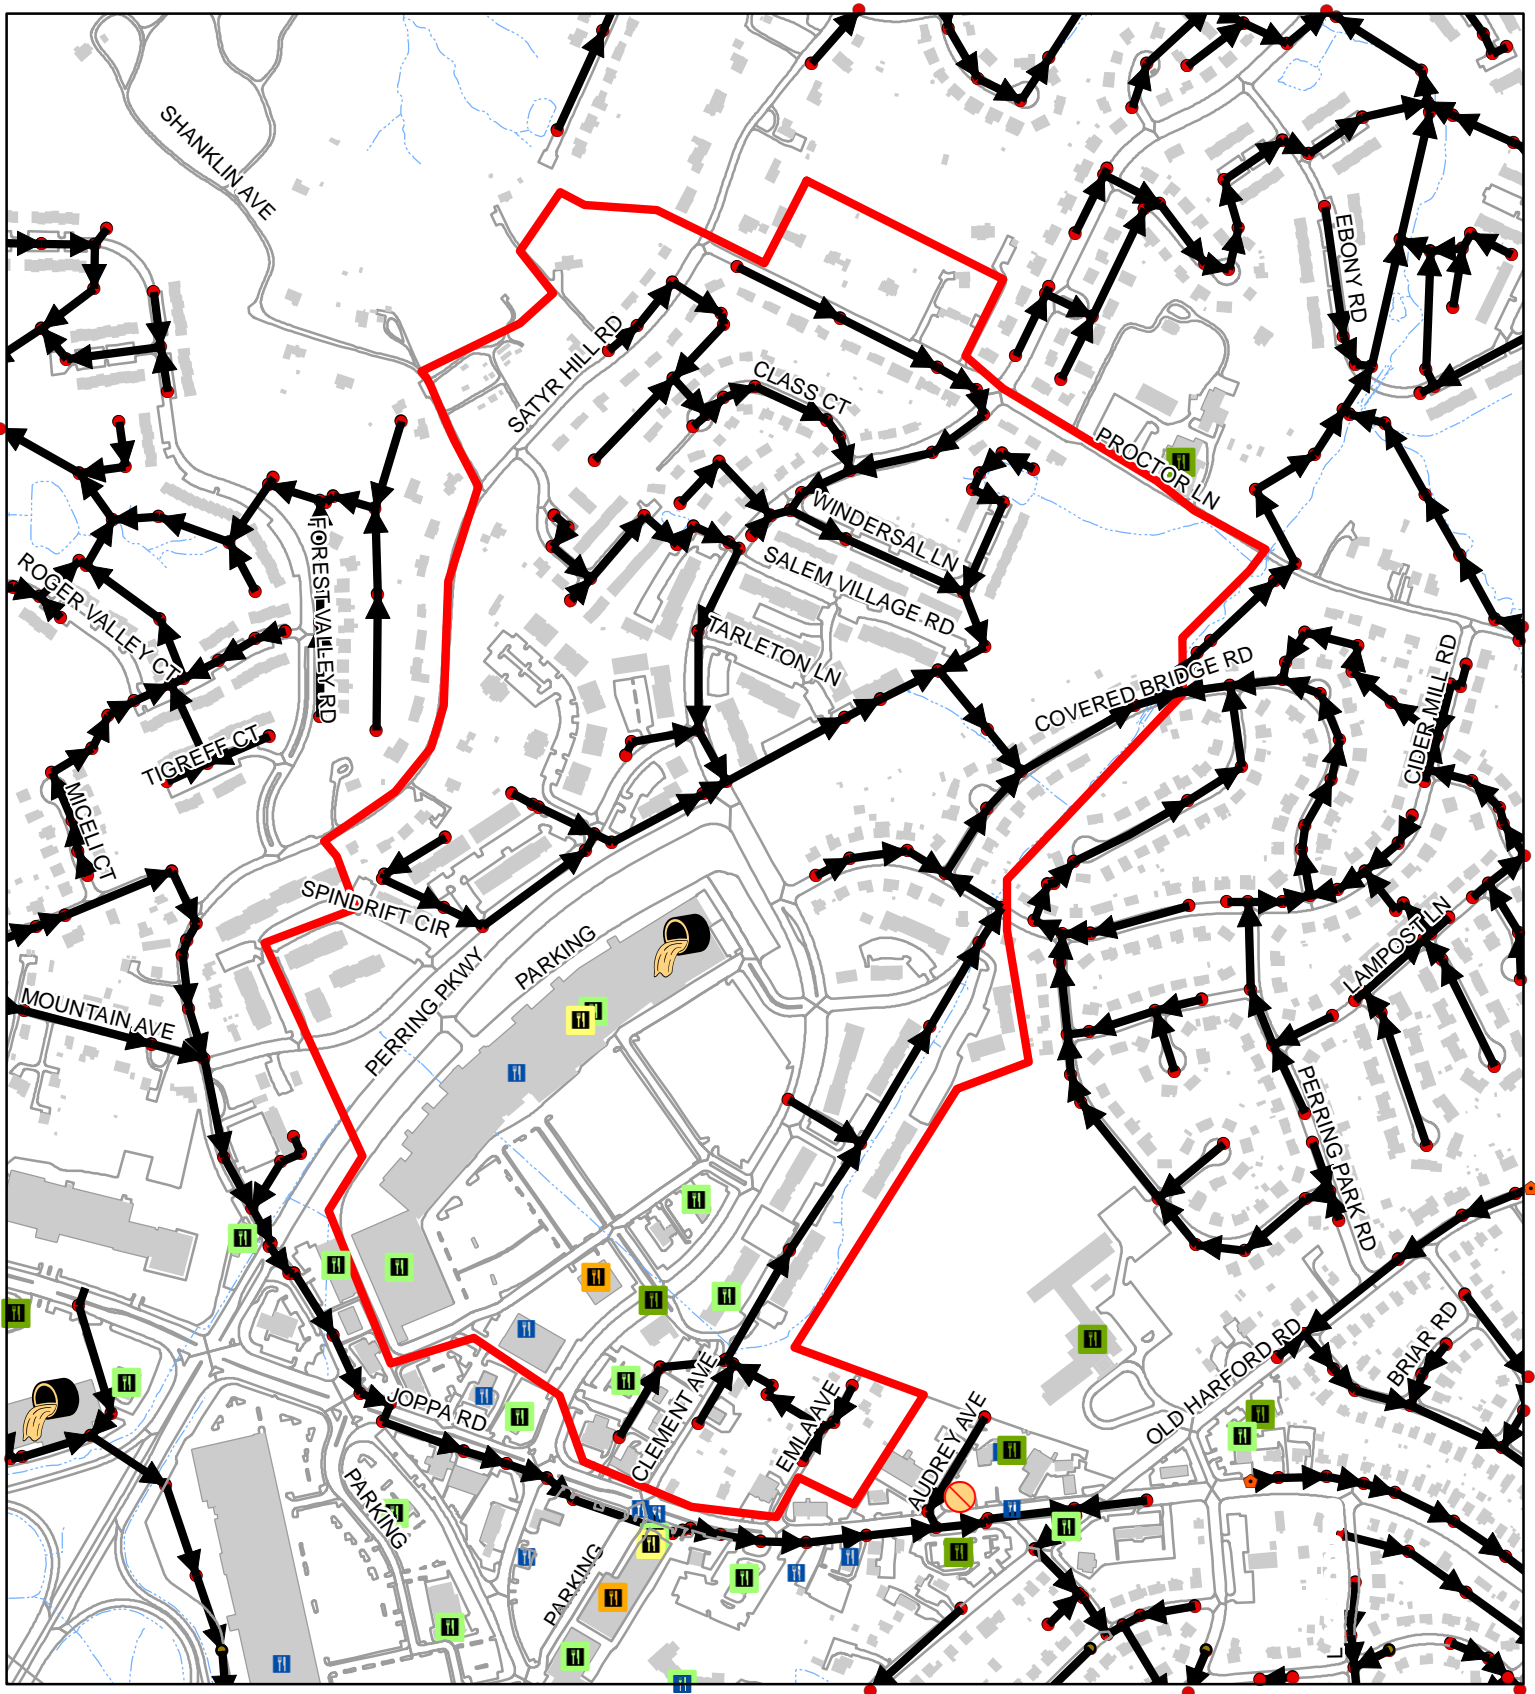 SHANKLIN AVE
EBONY RD
SATYR HILL RD
CLASS CT
PROCTOR LN
WINDERSAL LN
FOREST VALLEY RD
ROGER VALLEY CT
SALEM VILLAGE RD
TARLETON LN
COVERED BRIDGE RD
CIDER MILL RD
TIGREFF CT
MICELI CT
SPINDRIFT CIR
LAMPOST LN
PARKING
PERRING PKWY
MOUNTAIN AVE
PERRING PARK RD
OLD HARFORD RD
BRIAR RD
JOPPA RD
CLEMENT AVE
EMLA AVE
AUDREY AVE
PARKING
PARKING
L